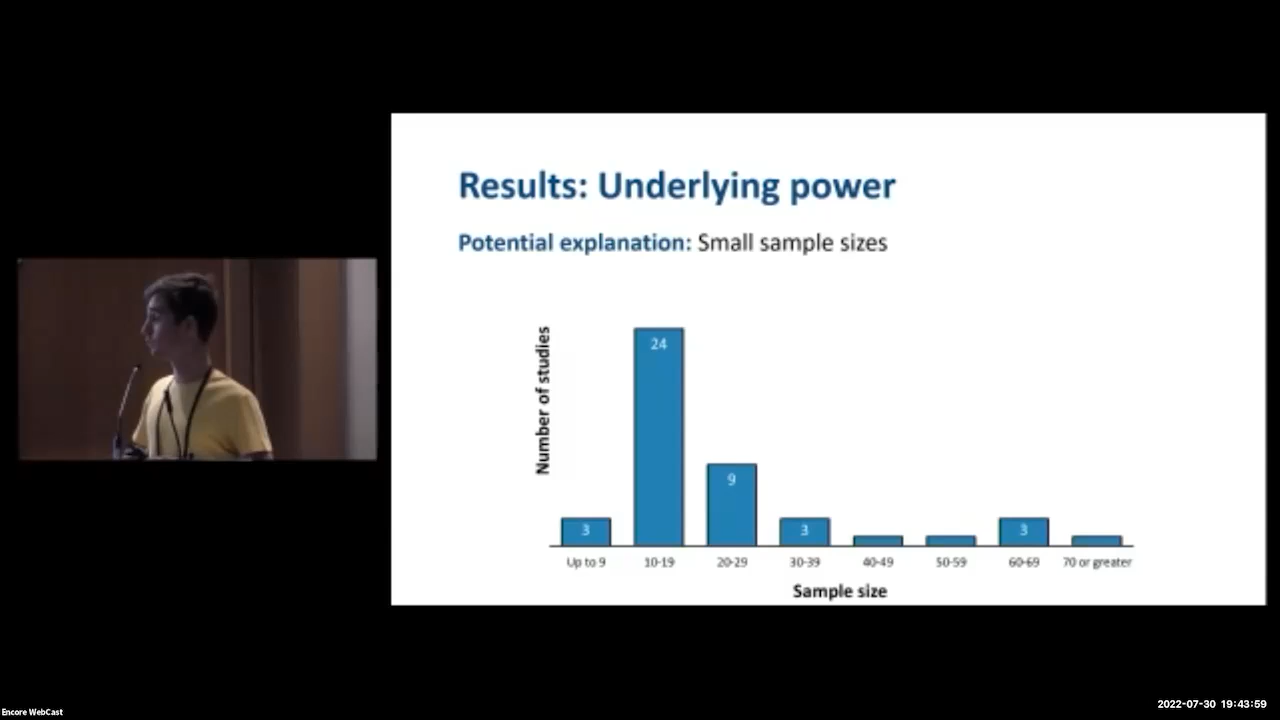 Results: Underlying power
Potential explanation: Small sample sizes
Number of studies
24
9
3
3
3
Up to 9
10-19
20-29
30-39
40-49
50-59
60-69
70 or greater
Sample size
Encore WebCast
2022-07-30 19:43:59